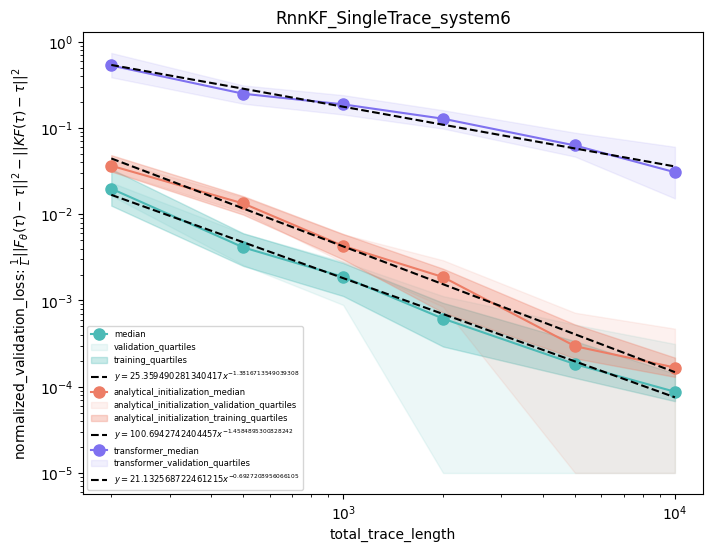 RnnKF_SingleTrace_system6
normalized_validation_loss: $\frac{1}{L}||F_\theta(\tau) - \tau||^2 - ||KF(\tau) - \tau||^2$
10^0
10^{-1}
10^{-2}
10^{-3}
10^{-4}
10^{-5}
median
validation_quartiles
training_quartiles
y = 25.359490281340417x^{-1.3816713549039308}
analytical_initialization_median
analytical_initialization_validation_quartiles
analytical_initialization_training_quartiles
y = 100.6942742404457x^{-1.4584895300828242}
transformer_median
transformer_validation_quartiles
y = 21.132568722461215x^{-0.6927208956066105}
10^3
10^4
total_trace_length